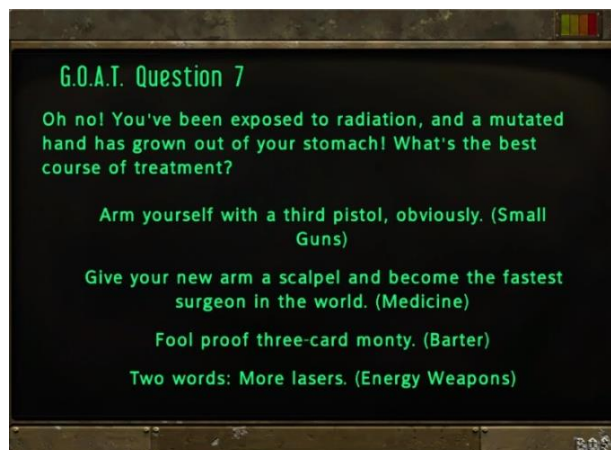 G.O.A.T. Question 7
Oh no! You've been exposed to radiation, and a mutated
hand has grown out of your stomach! What's the best
course of treatment?
Arm yourself with a third pistol, obviously. (Small
Guns)
Give your new arm a scalpel and become the fastest
surgeon in the world. (Medicine)
Fool proof three-card monty. (Barter)
Two words: More lasers. (Energy Weapons)